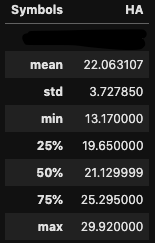 Symbols HA
mean 22.063107
std 3.727850
min 13.170000
25% 19.650000
50% 21.129999
75% 25.295000
max 29.920000